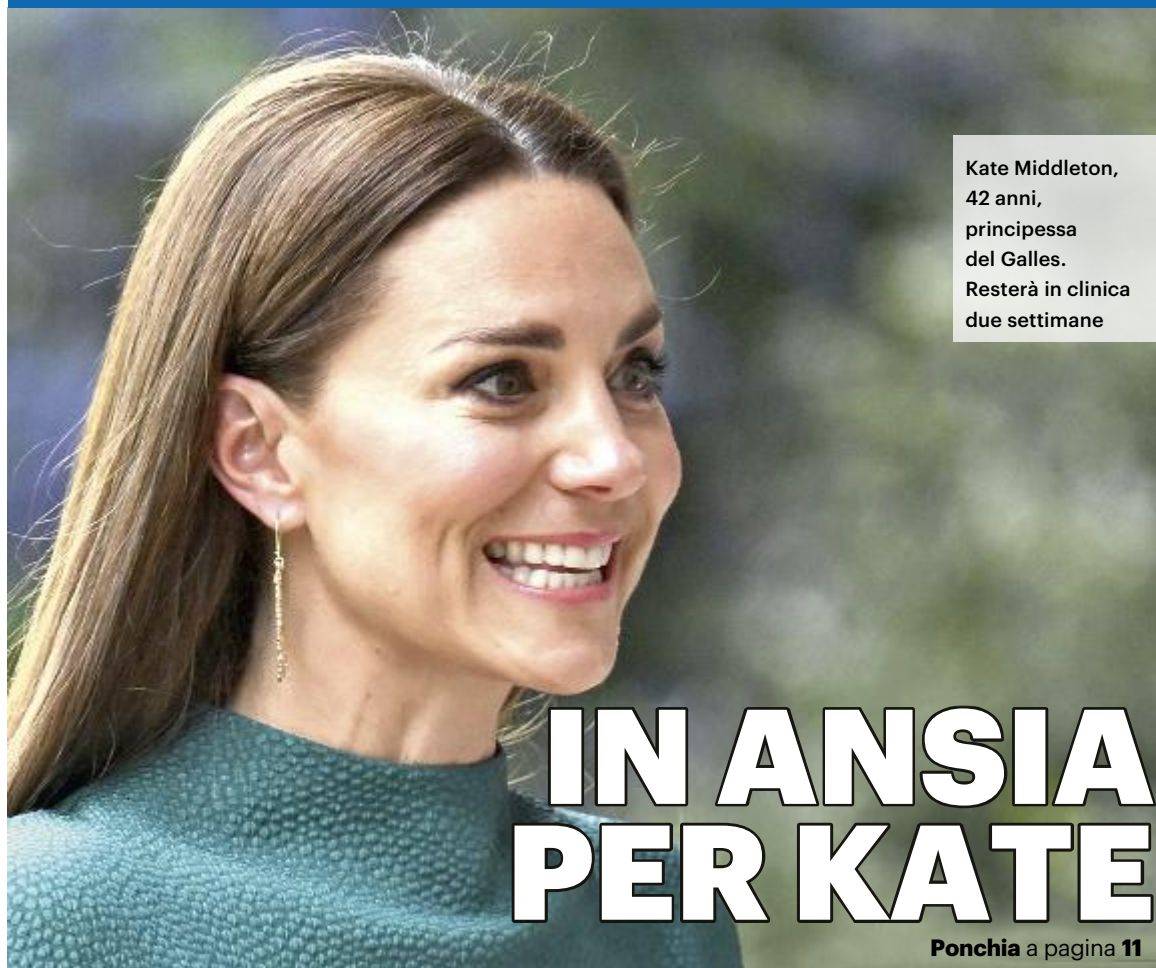 Kate Middleton,
42 anni,
principessa
del Galles.
Resterà in clinica
due settimane
IN ANSIA
PER KATE
Ponchia a pagina 11